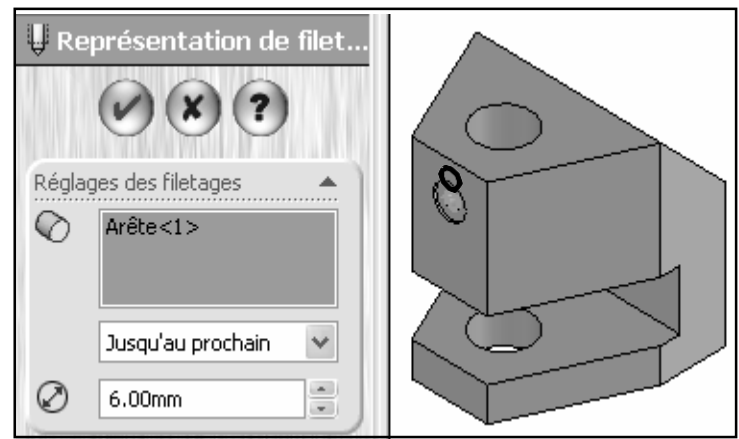 Représentation de filet...
?
Réglages des filetages
Arête<1>
Jusqu'au prochain
6.00mm